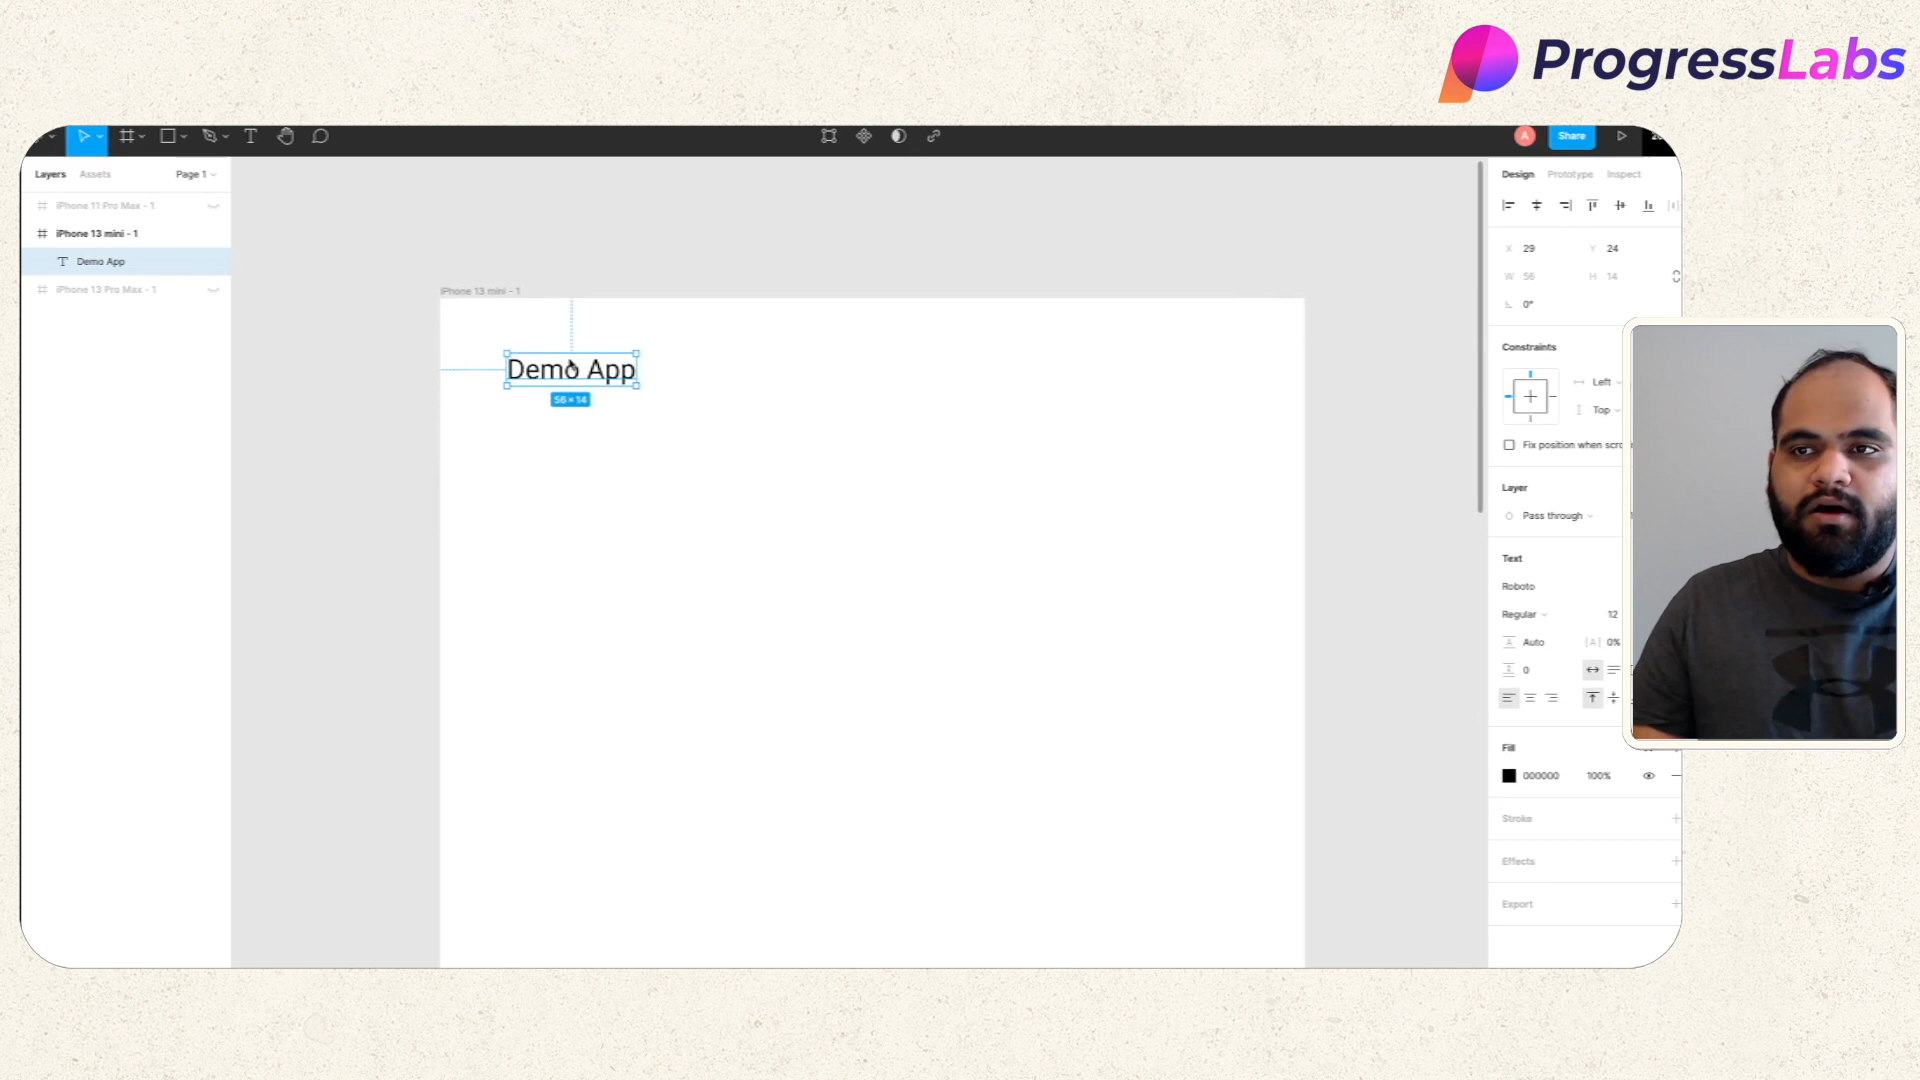 ProgressLabs
A
Share
Layers
Assets
Page 1
iPhone 11 Pro Max - 1
iPhone 13 mini - 1
Demo App
iPhone 13 Pro Max - 1
iPhone 13 mini - 1
Demo App
56 × 14
Design
Prototype
Inspect
X 29
Y 24
W 56
H 14
0°
Constraints
Left
Top
Fix position when scro
Layer
Pass through
Text
Roboto
Regular
12
Auto
|A| 0%
0
Fill
000000
100%
Stroke
Effects
Export